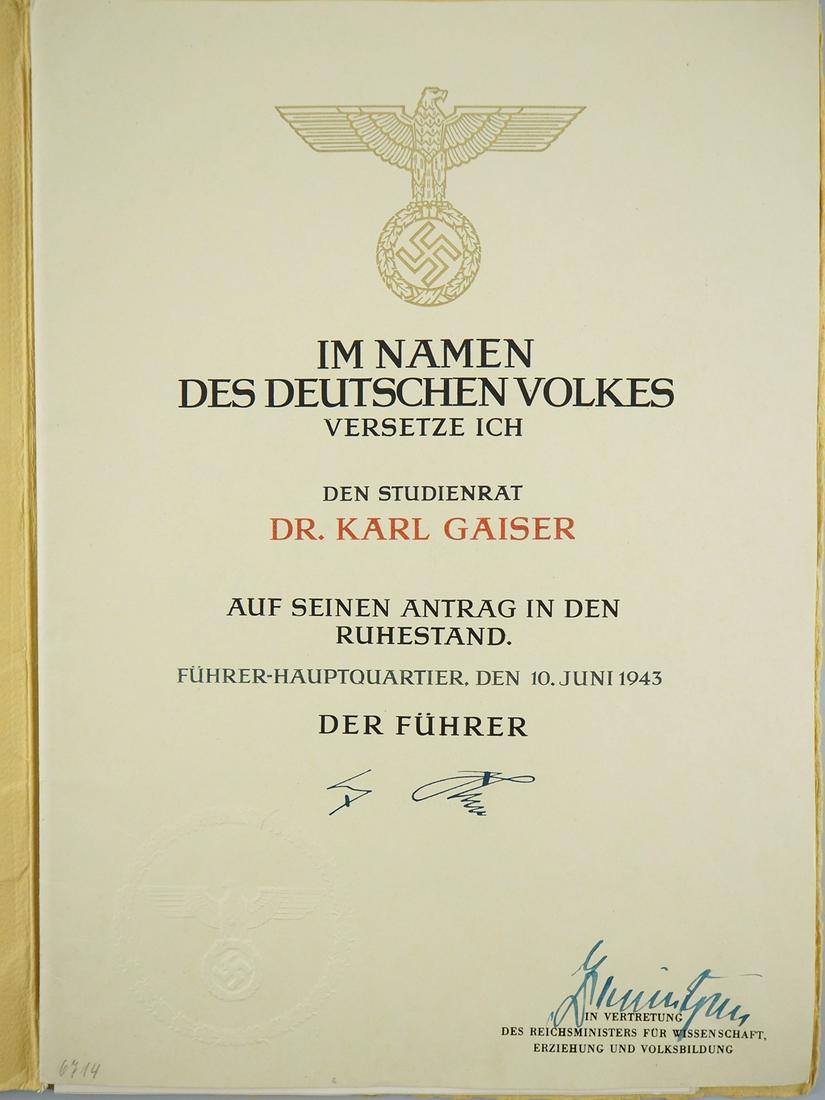 IM NAMEN
DES DEUTSCHEN VOLKES
VERSETZE ICH
DEN STUDIENRAT
DR. KARL GAISER
AUF SEINEN ANTRAG IN DEN
RUHESTAND.
FÜHRER-HAUPTQUARTIER, DEN 10. JUNI 1943
DER FÜHRER
IN VERTRETUNG
DES REICHSMINISTERS FÜR WISSENSCHAFT,
ERZIEHUNG UND VOLKSBILDUNG
6714